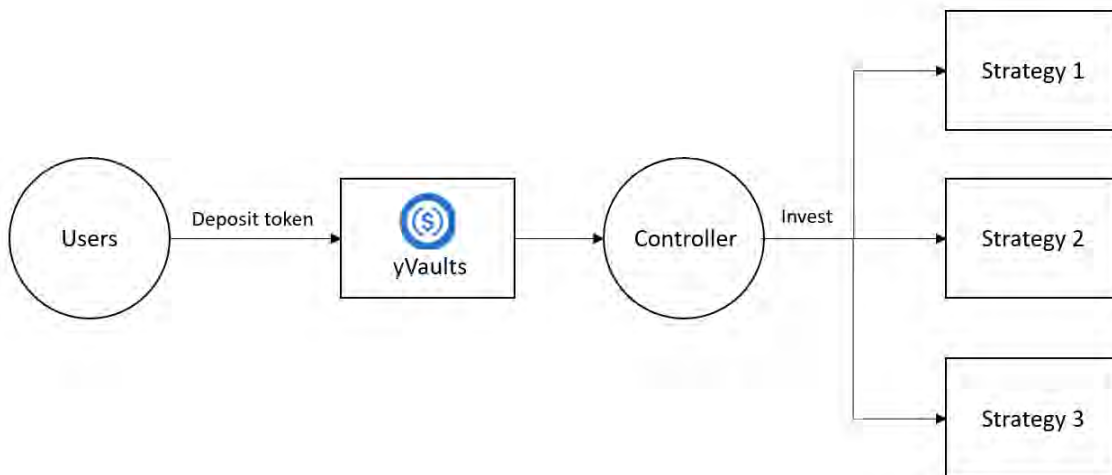 Users
Deposit token
$
yVaults
Controller
Invest
Strategy 1
Strategy 2
Strategy 3